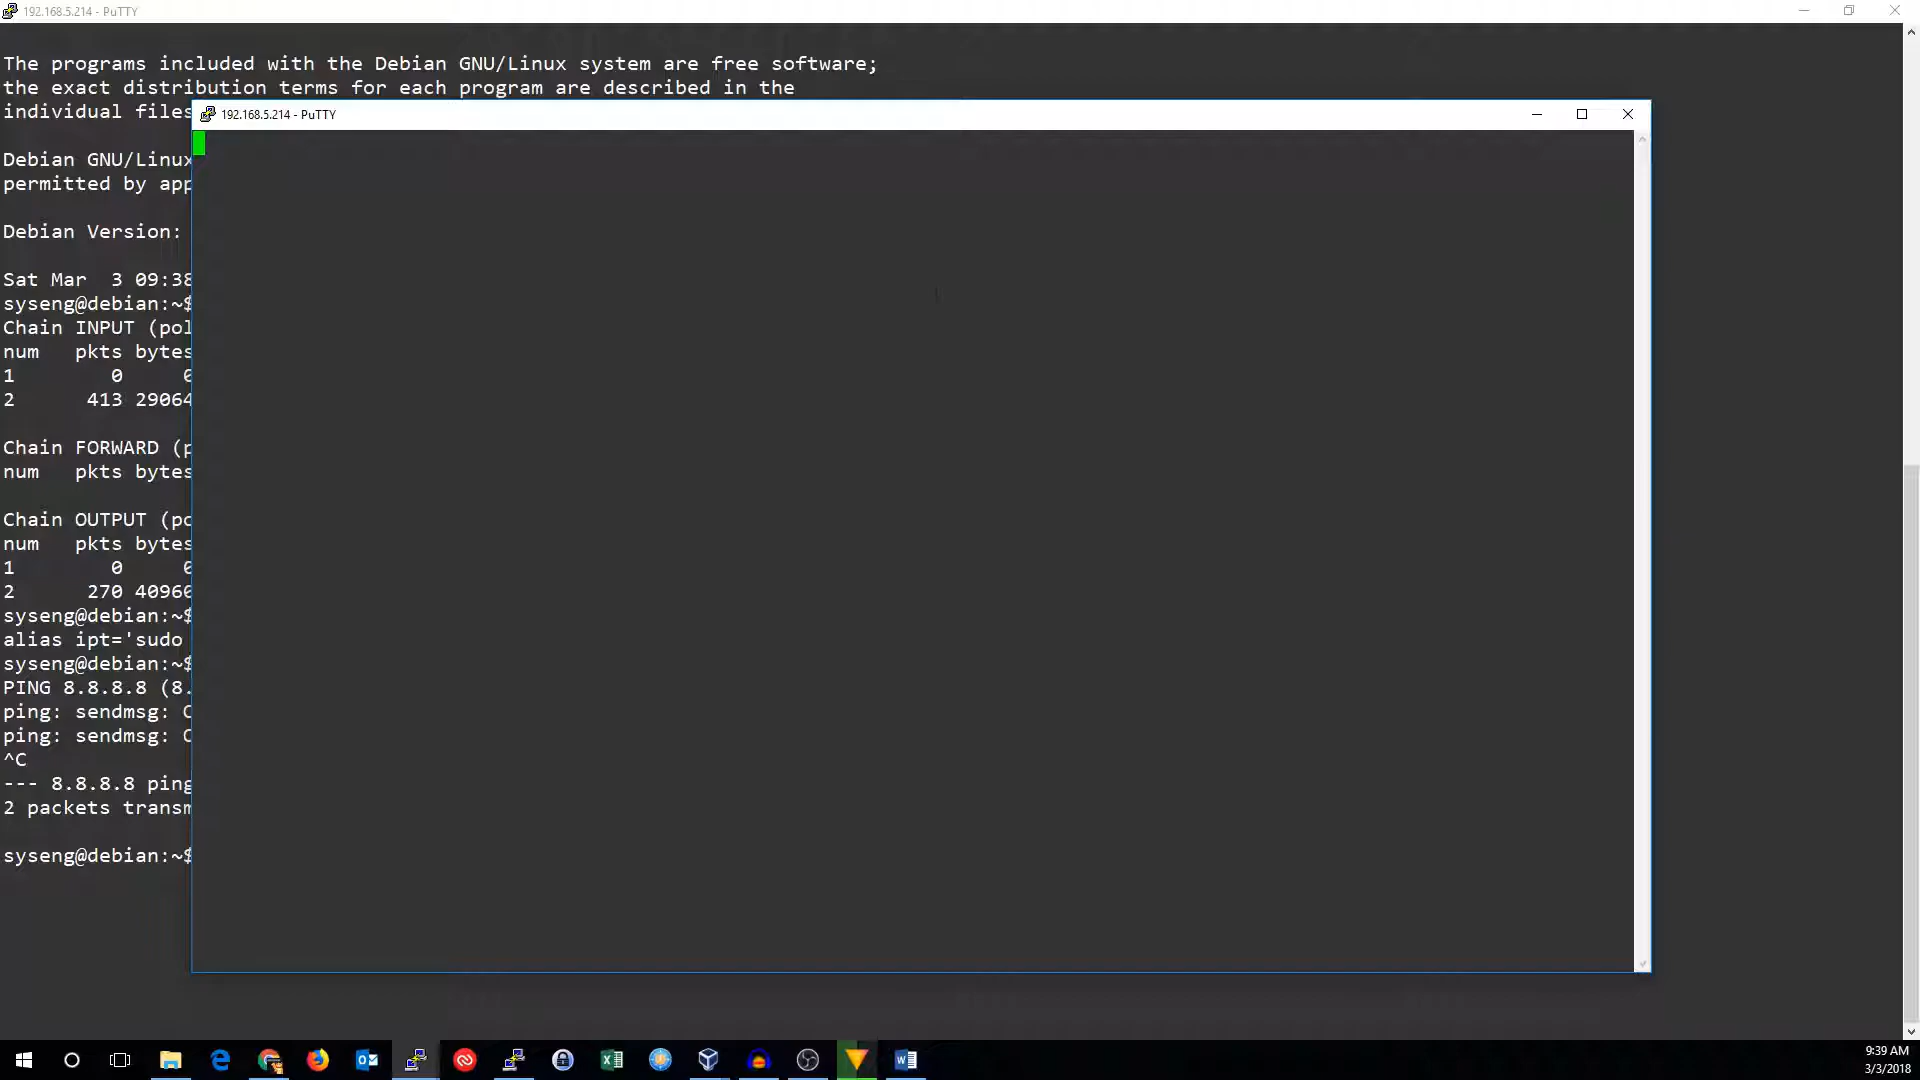 192.168.5.214 - PuTTY
The programs included with the Debian GNU/Linux system are free software;
the exact distribution terms for each program are described in the
individual files
192.168.5.214 - PuTTY
Debian GNU/Linux
permitted by app
Debian Version:
Sat Mar  3 09:38
syseng@debian:~$
Chain INPUT (pol
num   pkts bytes
1        0     0
2      413 29064
Chain FORWARD (p
num   pkts bytes
Chain OUTPUT (po
num   pkts bytes
1        0     0
2      270 40960
syseng@debian:~$
alias ipt='sudo
syseng@debian:~$
PING 8.8.8.8 (8.
ping: sendmsg: O
ping: sendmsg: O
^C
--- 8.8.8.8 ping
2 packets transm
syseng@debian:~$
9:39 AM
3/3/2018